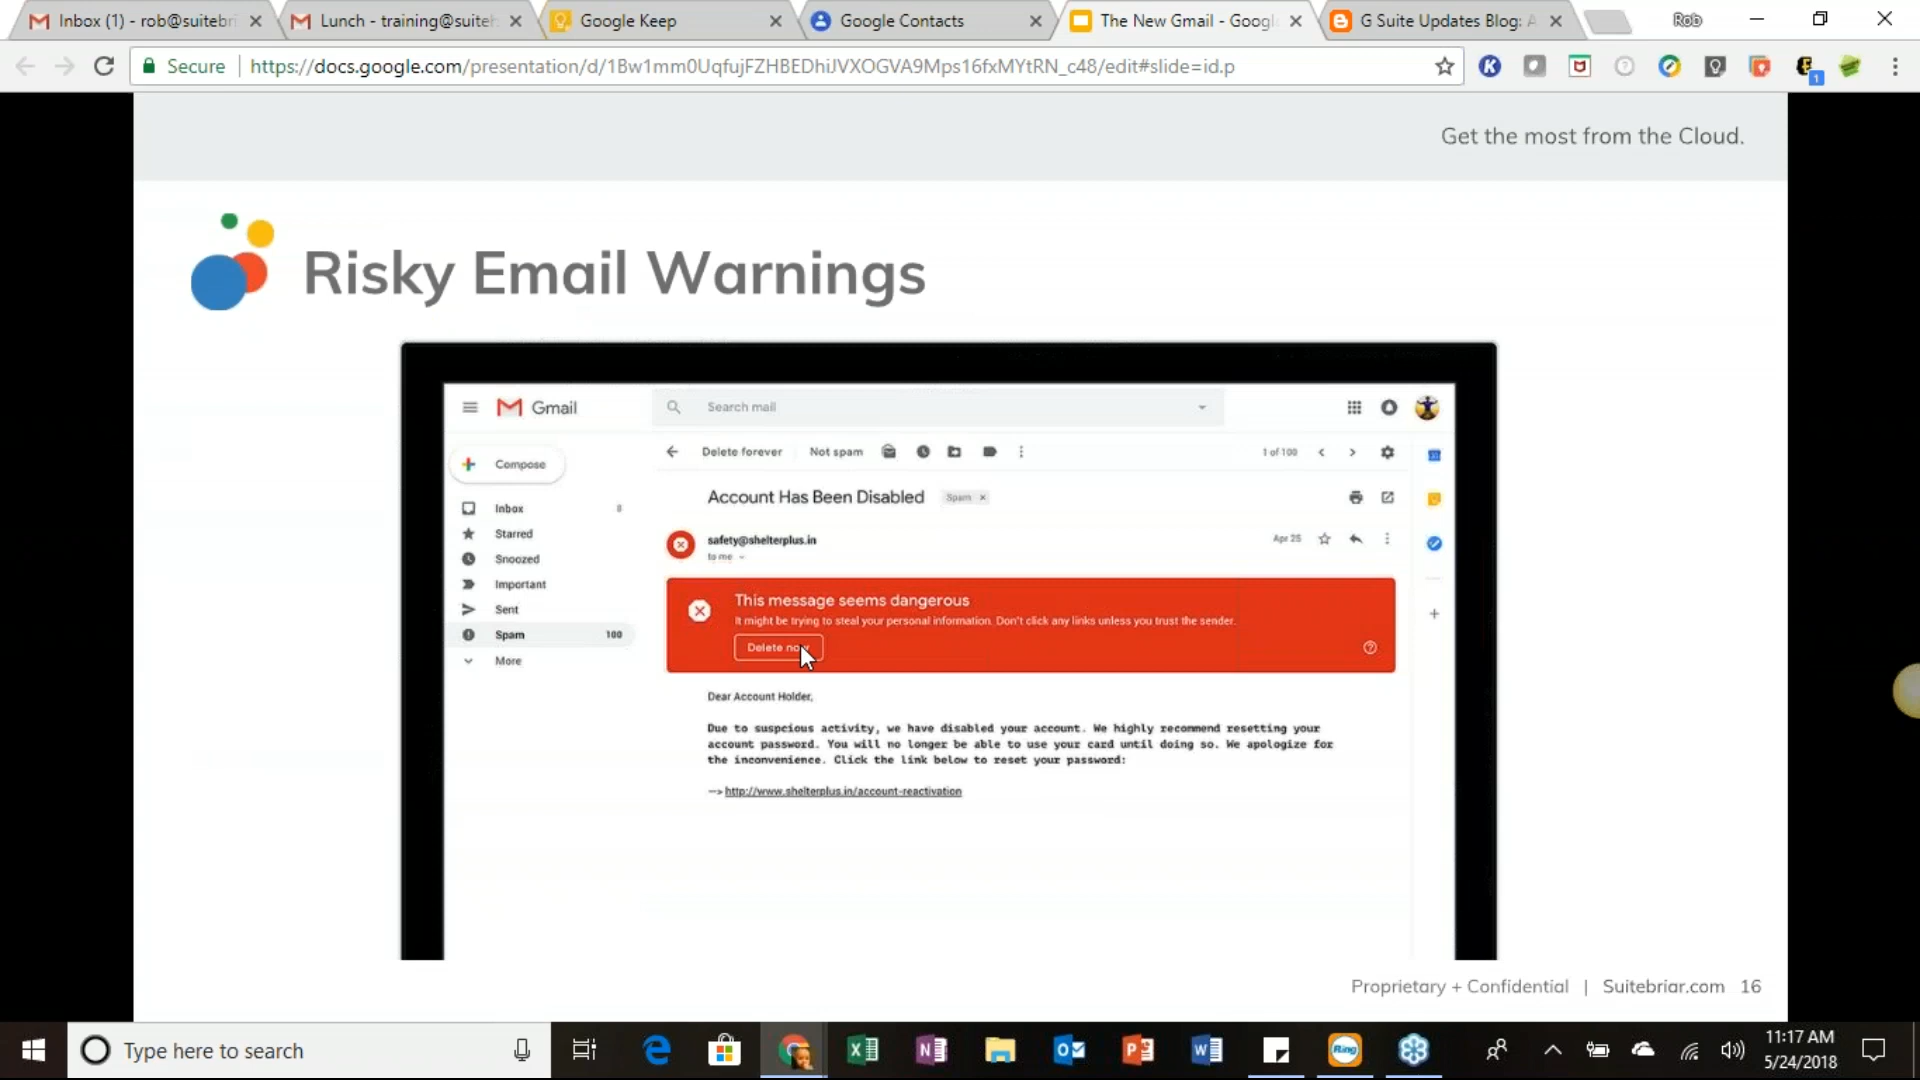 Inbox (1) - rob@suitebri
Lunch - training@suiteb
Google Keep
Google Contacts
The New Gmail - Googl
G Suite Updates Blog: A
Rob
Secure
https://docs.google.com/presentation/d/1Bw1mm0UqfujFZHBEDhiJVXOGVA9Mps16fxMYtRN_c48/edit#slide=id.p
Get the most from the Cloud.
Risky Email Warnings
Gmail
Search mail
Compose
Delete forever
Not spam
1 of 100
Account Has Been Disabled
Spam x
Inbox 8
Starred
Snoozed
Important
Sent
Spam 100
More
safety@shelterplus.in
to me
Apr 25
This message seems dangerous
It might be trying to steal your personal information. Don't click any links unless you trust the sender.
Delete now
Dear Account Holder,
Due to suspcious activity, we have disabled your account. We highly recommend resetting your
account password. You will no longer be able to use your card until doing so. We apologize for
the inconvenience. Click the link below to reset your password:
—> http://www.shelterplus.in/account-reactivation
Proprietary + Confidential | Suitebriar.com 16
Type here to search
Ring
11:17 AM
5/24/2018